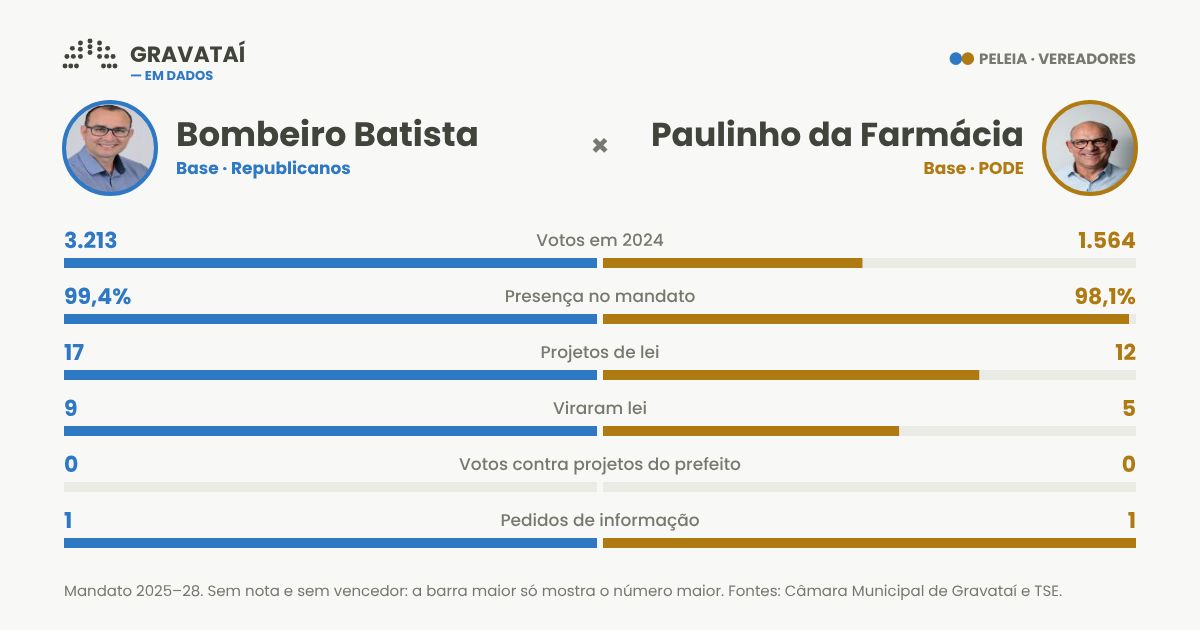 GRAVATAÍ
— EM DADOS
PELEIA · VEREADORES
Bombeiro Batista
Base · Republicanos
×
Paulinho da Farmácia
Base · PODE
3.213 Votos em 2024 1.564
99,4% Presença no mandato 98,1%
17 Projetos de lei 12
9 Viraram lei 5
0 Votos contra projetos do prefeito 0
1 Pedidos de informação 1
Mandato 2025–28. Sem nota e sem vencedor: a barra maior só mostra o número maior. Fontes: Câmara Municipal de Gravataí e TSE.